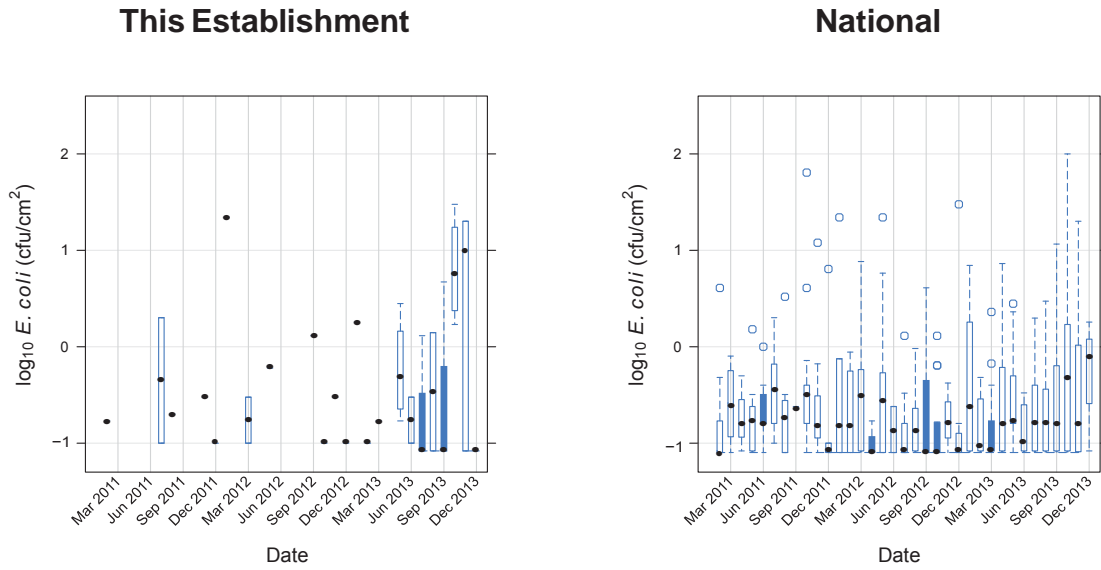 This Establishment
National
log₁₀ E. coli (cfu/cm²)
2
1
0
−1
Mar 2011
Jun 2011
Sep 2011
Dec 2011
Mar 2012
Jun 2012
Sep 2012
Dec 2012
Mar 2013
Jun 2013
Sep 2013
Dec 2013
Date
log₁₀ E. coli (cfu/cm²)
2
1
0
−1
Mar 2011
Jun 2011
Sep 2011
Dec 2011
Mar 2012
Jun 2012
Sep 2012
Dec 2012
Mar 2013
Jun 2013
Sep 2013
Dec 2013
Date